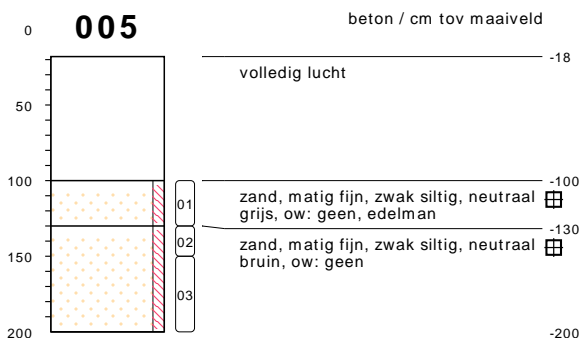 005
beton / cm tov maaiveld
0
-18
volledig lucht
50
100
-100
01
zand, matig fijn, zwak siltig, neutraal
grijs, ow: geen, edelman
-130
02
zand, matig fijn, zwak siltig, neutraal
bruin, ow: geen
150
03
200
-200